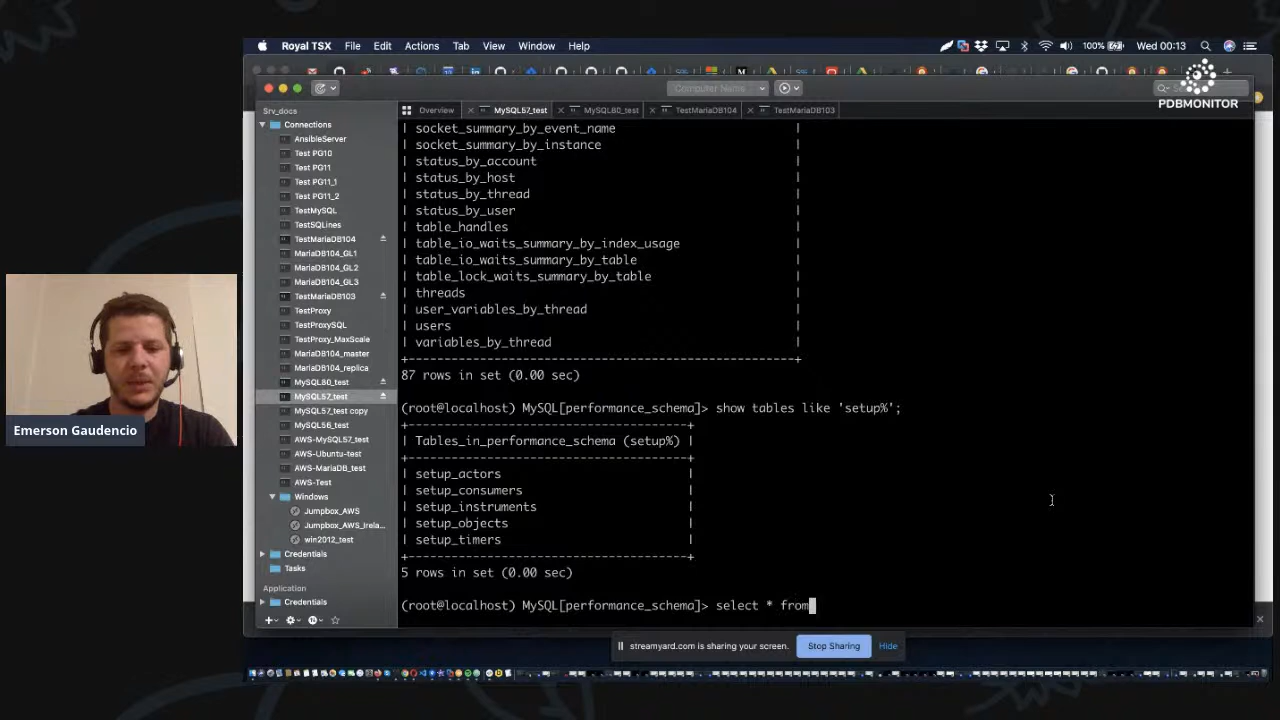 Royal TSX File Edit Actions Tab View Window Help 100% Wed 00:13
PDBMONITOR
Computer Name
Srv_docs
Overview MySQL57_test MySQL80_test TestMariaDB104 TestMariaDB103
Connections
AnsibleServer
Test PG10
Test PG11
Test PG11_1
Test PG11_2
TestMySQL
TestSQLines
TestMariaDB104
MariaDB104_GL1
MariaDB104_GL2
MariaDB104_GL3
TestMariaDB103
TestProxy
TestProxySQL
TestProxy_MaxScale
MariaDB104_master
MariaDB104_replica
MySQL80_test
MySQL57_test
MySQL57_test copy
MySQL56_test
AWS-MySQL57_test
AWS-Ubuntu-test
AWS-MariaDB_test
AWS-Test
Windows
Jumpbox_AWS
Jumpbox_AWS_Irela...
win2012_test
Credentials
Tasks
Application
Credentials
| socket_summary_by_event_name |
| socket_summary_by_instance |
| status_by_account |
| status_by_host |
| status_by_thread |
| status_by_user |
| table_handles |
| table_io_waits_summary_by_index_usage |
| table_io_waits_summary_by_table |
| table_lock_waits_summary_by_table |
| threads |
| user_variables_by_thread |
| users |
| variables_by_thread |
+------------------------------------------------------+
87 rows in set (0.00 sec)
(root@localhost) MySQL[performance_schema]> show tables like 'setup%';
+---------------------------------------+
| Tables_in_performance_schema (setup%) |
+---------------------------------------+
| setup_actors |
| setup_consumers |
| setup_instruments |
| setup_objects |
| setup_timers |
+---------------------------------------+
5 rows in set (0.00 sec)
(root@localhost) MySQL[performance_schema]> select * from
Emerson Gaudencio
streamyard.com is sharing your screen. Stop Sharing Hide